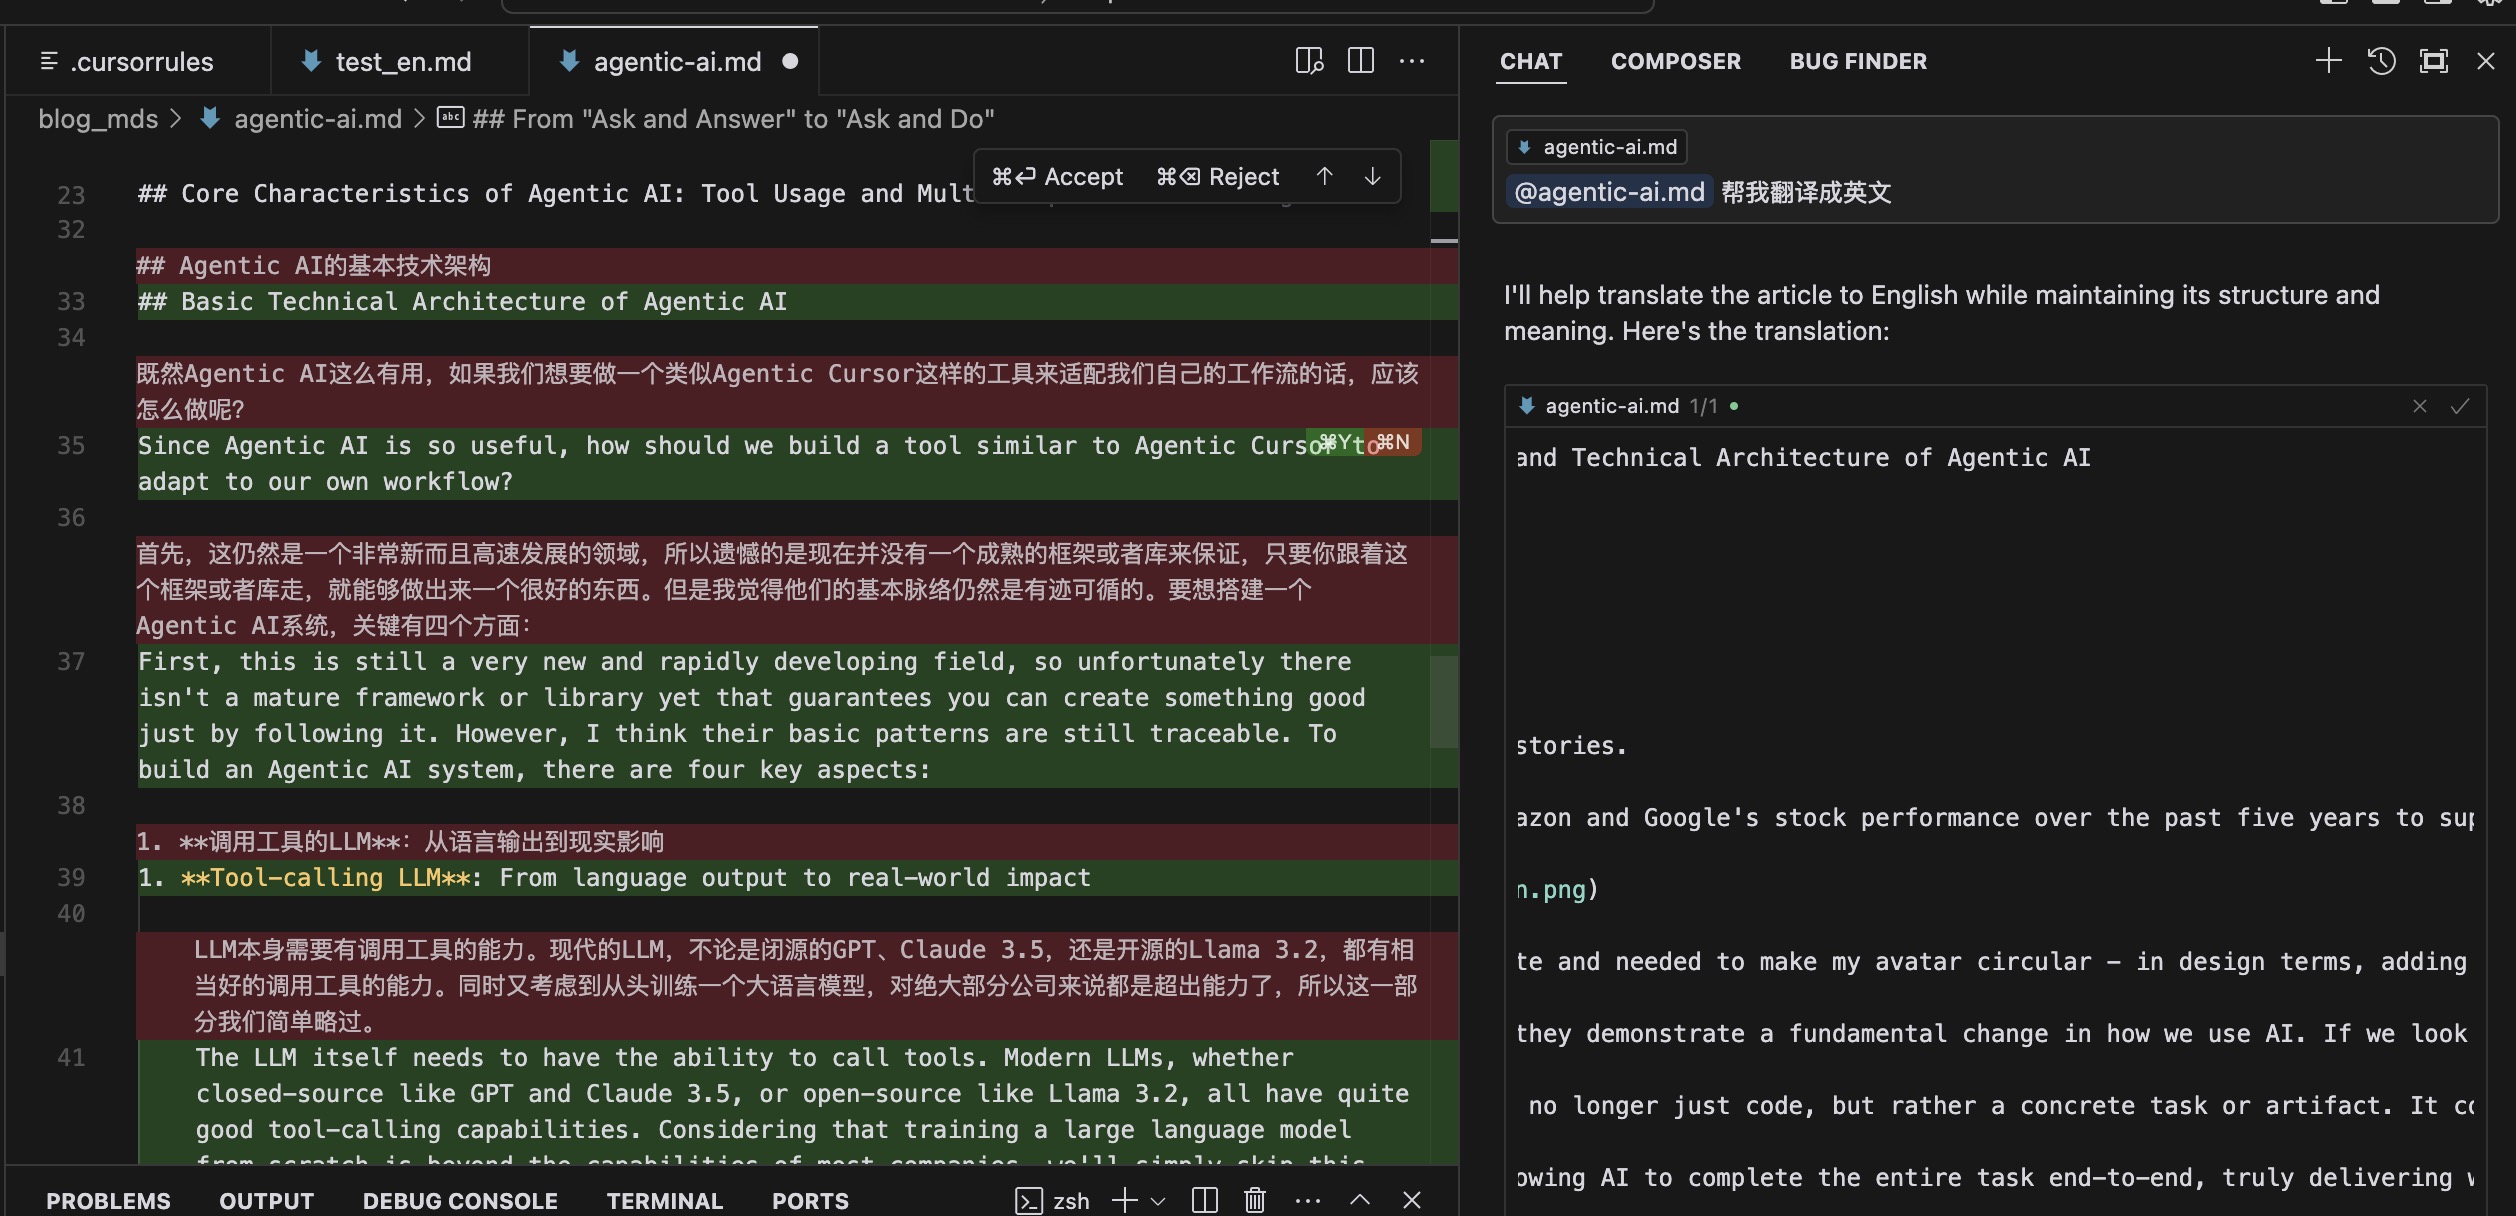 .cursorrules
test_en.md
agentic-ai.md
blog_mds > agentic-ai.md > abc ## From "Ask and Answer" to "Ask and Do"
⌘⏎ Accept ⌘⌫ Reject ↑ ↓
23 ## Core Characteristics of Agentic AI: Tool Usage and Mult
32
## Agentic AI的基本技术架构
33 ## Basic Technical Architecture of Agentic AI
34
既然Agentic AI这么有用，如果我们想要做一个类似Agentic Cursor这样的工具来适配我们自己的工作流的话，应该
怎么做呢?
35 Since Agentic AI is so useful, how should we build a tool similar to Agentic Cursor to
⌘Y ⌘N
adapt to our own workflow?
36
首先，这仍然是一个非常新而且高速发展的领域，所以遗憾的是现在并没有一个成熟的框架或者库来保证，只要你跟着这
个框架或者库走，就能够做出来一个很好的东西。但是我觉得他们的基本脉络仍然是有迹可循的。要想搭建一个
Agentic AI系统，关键有四个方面：
37 First, this is still a very new and rapidly developing field, so unfortunately there
isn't a mature framework or library yet that guarantees you can create something good
just by following it. However, I think their basic patterns are still traceable. To
build an Agentic AI system, there are four key aspects:
38
1. **调用工具的LLM**：从语言输出到现实影响
39 1. **Tool-calling LLM**: From language output to real-world impact
40
LLM本身需要有调用工具的能力。现代的LLM，不论是闭源的GPT、Claude 3.5，还是开源的Llama 3.2，都有相
当好的调用工具的能力。同时又考虑到从头训练一个大语言模型，对绝大部分公司来说都是超出能力了，所以这一部
分我们简单略过。
41 The LLM itself needs to have the ability to call tools. Modern LLMs, whether
closed-source like GPT and Claude 3.5, or open-source like Llama 3.2, all have quite
good tool-calling capabilities. Considering that training a large language model
from scratch is beyond the capabilities of most companies, we'll simply skip this
PROBLEMS OUTPUT DEBUG CONSOLE TERMINAL PORTS
zsh
CHAT COMPOSER BUG FINDER
agentic-ai.md
@agentic-ai.md 帮我翻译成英文
I'll help translate the article to English while maintaining its structure and
meaning. Here's the translation:
agentic-ai.md 1/1
and Technical Architecture of Agentic AI
stories.
azon and Google's stock performance over the past five years to sup
n.png)
te and needed to make my avatar circular – in design terms, adding
they demonstrate a fundamental change in how we use AI. If we look
no longer just code, but rather a concrete task or artifact. It co
owing AI to complete the entire task end-to-end, truly delivering w